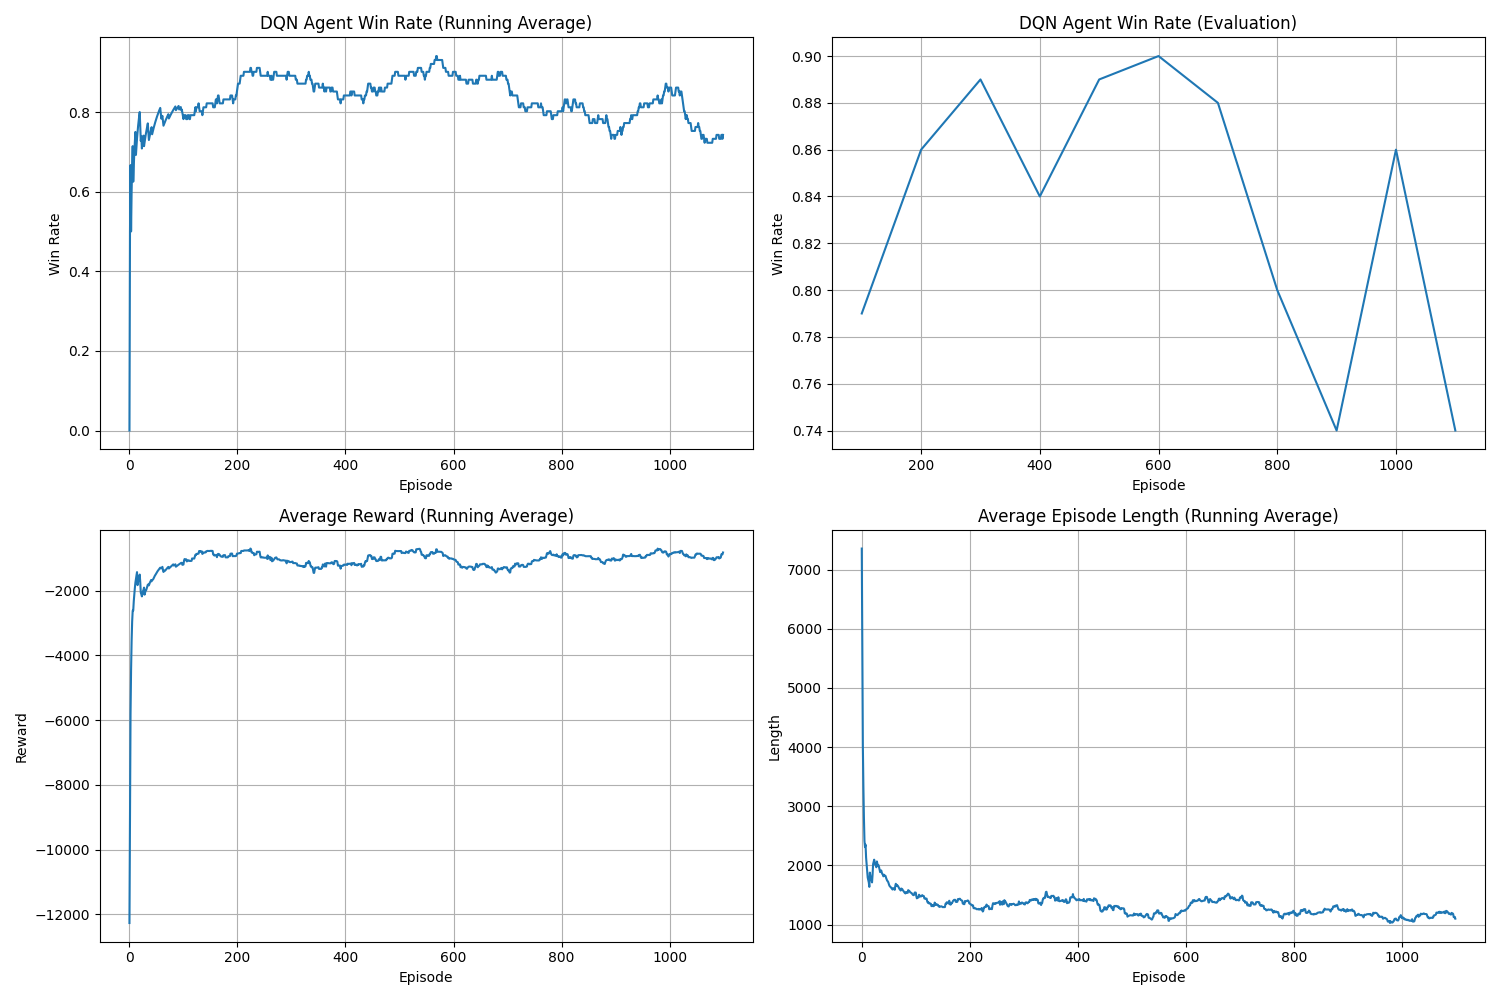 DQN Agent Win Rate (Running Average)
Win Rate
0.8
0.6
0.4
0.2
0.0
0 200 400 600 800 1000
Episode
DQN Agent Win Rate (Evaluation)
Win Rate
0.90
0.88
0.86
0.84
0.82
0.80
0.78
0.76
0.74
200 400 600 800 1000
Episode
Average Reward (Running Average)
Reward
−2000
−4000
−6000
−8000
−10000
−12000
0 200 400 600 800 1000
Episode
Average Episode Length (Running Average)
Length
7000
6000
5000
4000
3000
2000
1000
0 200 400 600 800 1000
Episode